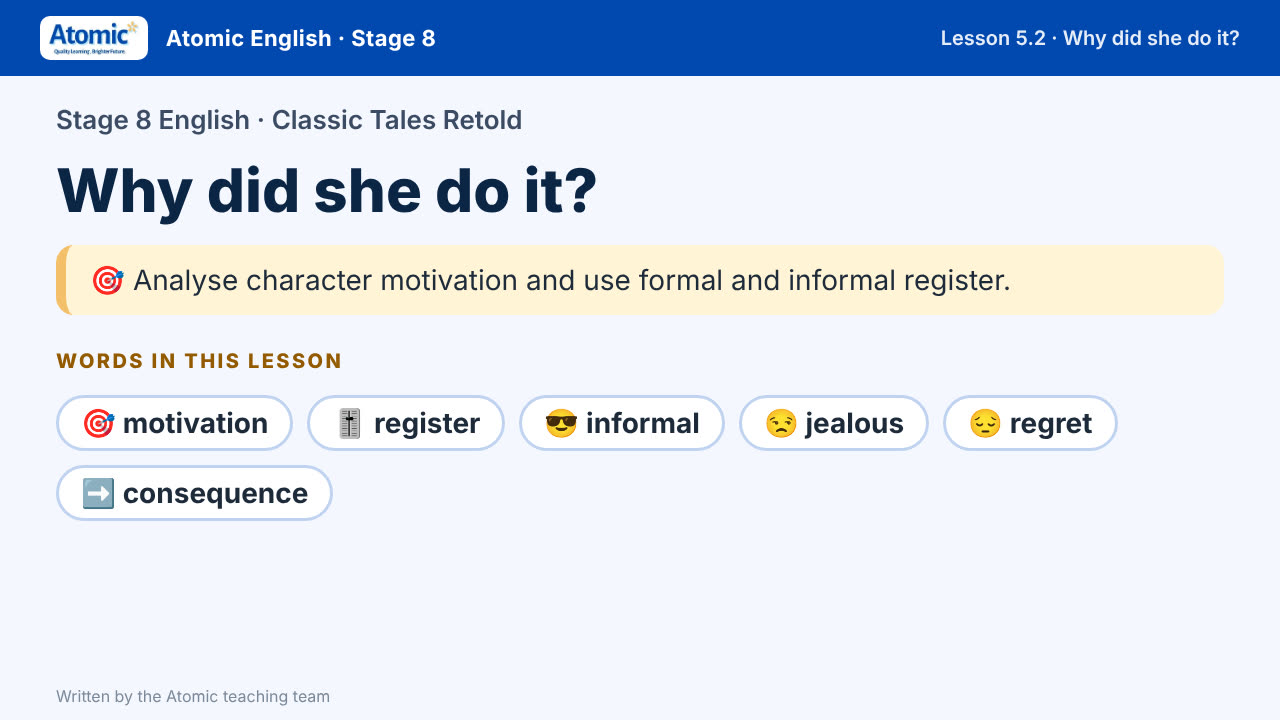 Atomic
Quality Learning. Brighter Future.
Atomic English · Stage 8
Lesson 5.2 · Why did she do it?
Stage 8 English · Classic Tales Retold
Why did she do it?
🎯 Analyse character motivation and use formal and informal register.
WORDS IN THIS LESSON
🎯 motivation
🎚 register
😎 informal
😒 jealous
😔 regret
➡️ consequence
Written by the Atomic teaching team